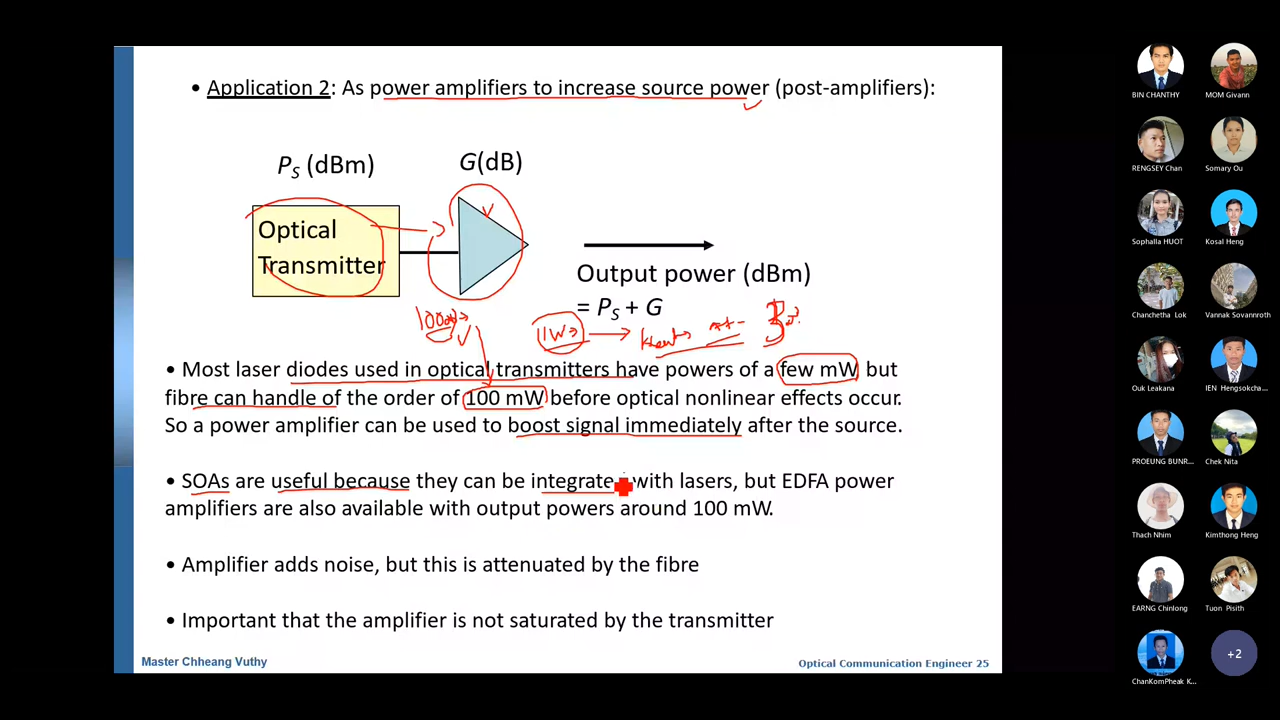 • Application 2: As power amplifiers to increase source power (post-amplifiers):
PS (dBm)
G(dB)
Optical
Transmitter
Output power (dBm)
= PS + G
• Most laser diodes used in optical transmitters have powers of a few mW but
fibre can handle of the order of 100 mW before optical nonlinear effects occur.
So a power amplifier can be used to boost signal immediately after the source.
• SOAs are useful because they can be integrate with lasers, but EDFA power
amplifiers are also available with output powers around 100 mW.
• Amplifier adds noise, but this is attenuated by the fibre
• Important that the amplifier is not saturated by the transmitter
Master Chheang Vuthy
Optical Communication Engineer 25
BIN CHANTHY
MOM Givann
RENGSEY Chan
Somary Ou
Sophalla HUOT
Kosal Heng
Chanchetha Lok
Vannak Sovannroth
Ouk Leakana
IEN Hengsokcha...
PROEUNG BUNR...
Chek Nita
Thach Nhim
Kimthong Heng
EARNG Chinlong
Tuon Pisith
ChanKomPheak K...
+2